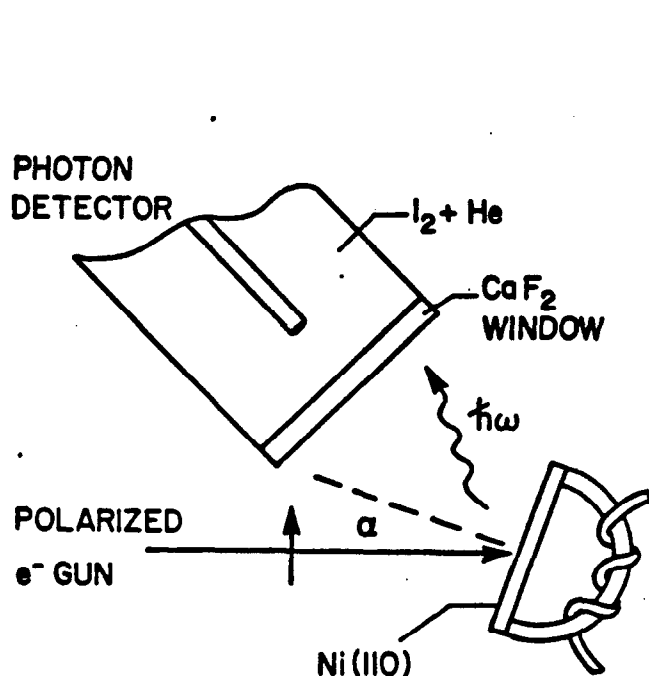 PHOTON
DETECTOR
I₂ + He
CaF₂
WINDOW
ħω
POLARIZED
α
e⁻ GUN
Ni(110)